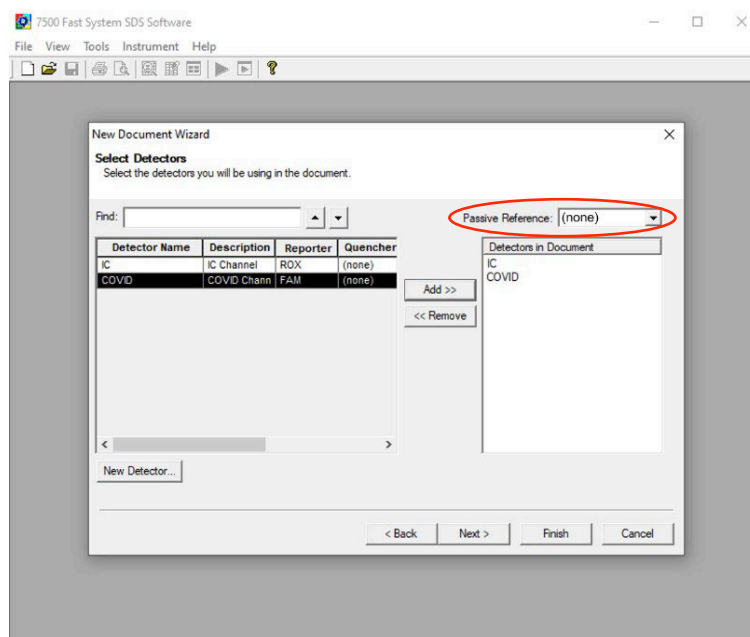 7500 Fast System SDS Software
File View Tools Instrument Help
New Document Wizard
Select Detectors
Select the detectors you will be using in the document.
Find:
Passive Reference: (none)
Detector Name Description Reporter Quencher
IC IC Channel ROX (none)
COVID COVID Chann FAM (none)
Detectors in Document
IC
COVID
Add >>
<< Remove
New Detector...
< Back Next > Finish Cancel